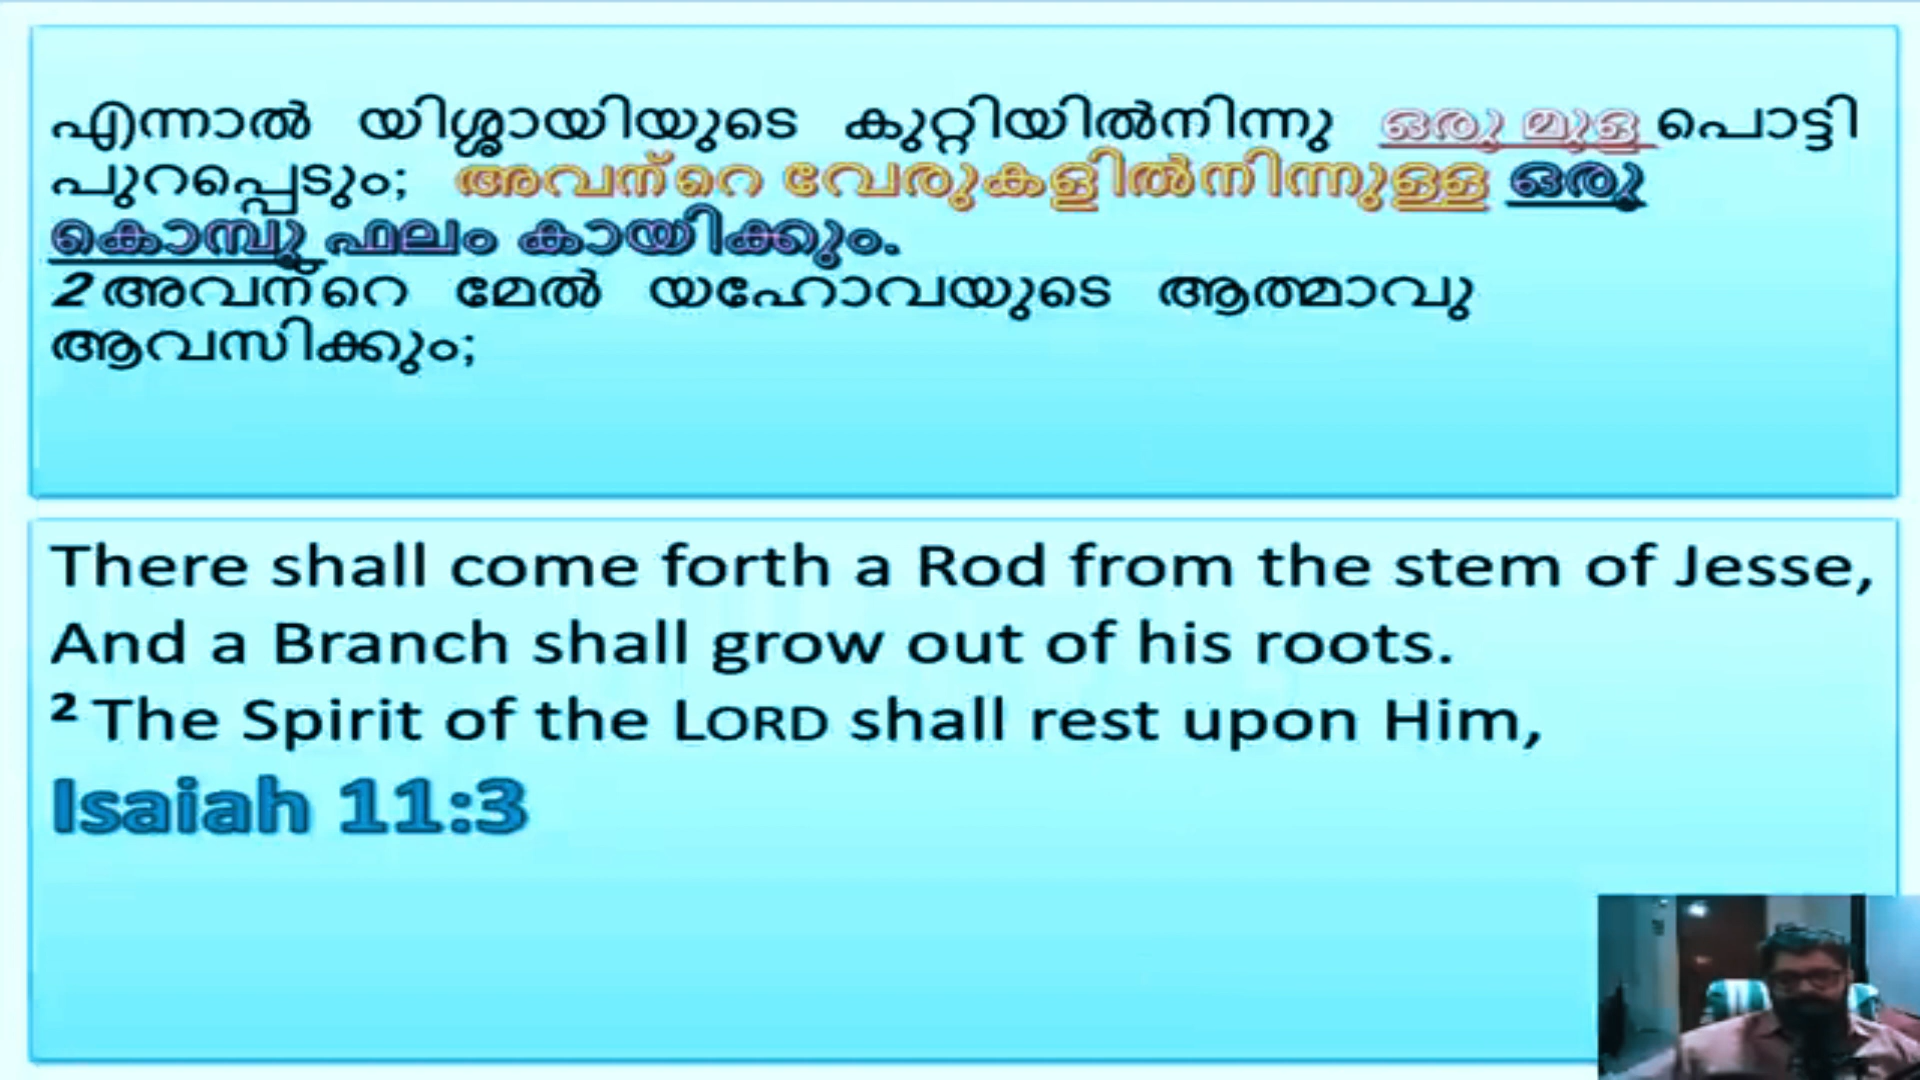 എന്നാൽ യിശ്ശായിയുടെ കുറ്റിയിൽനിന്നു ഒരു മുള പൊട്ടി
പുറപ്പെടും; അവന്റെ വേരുകളിൽനിന്നുള്ള ഒരു
കൊമ്പു ഫലം കായിക്കും.
2 അവന്റെ മേൽ യഹോവയുടെ ആത്മാവു
ആവസിക്കും;
There shall come forth a Rod from the stem of Jesse,
And a Branch shall grow out of his roots.
² The Spirit of the LORD shall rest upon Him,
Isaiah 11:3